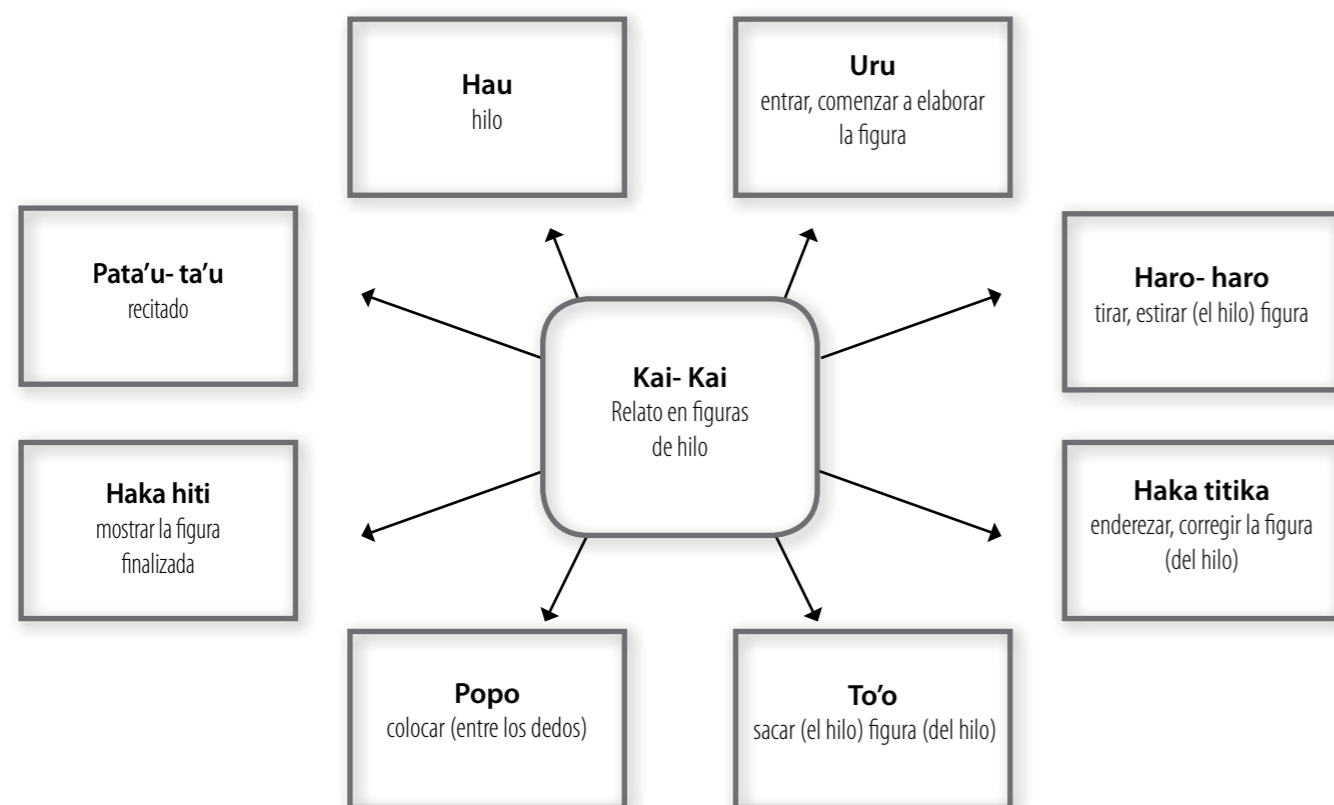 Hau
hilo
Uru
entrar, comenzar a elaborar
la figura
Pata’u- ta’u
recitado
Haro- haro
tirar, estirar (el hilo) figura
Kai- Kai
Relato en figuras
de hilo
Haka hiti
mostrar la figura
finalizada
Haka titika
enderezar, corregir la figura
(del hilo)
Popo
colocar (entre los dedos)
To’o
sacar (el hilo) figura (del hilo)